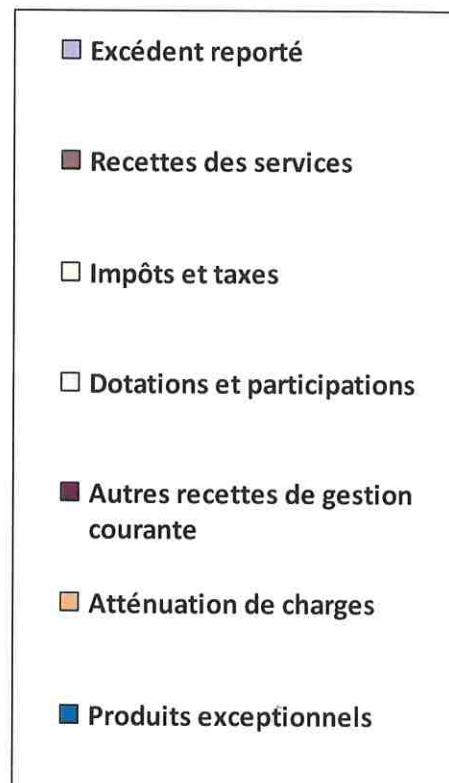 Excédent reporté
Recettes des services
Impôts et taxes
Dotations et participations
Autres recettes de gestion
courante
Atténuation de charges
Produits exceptionnels